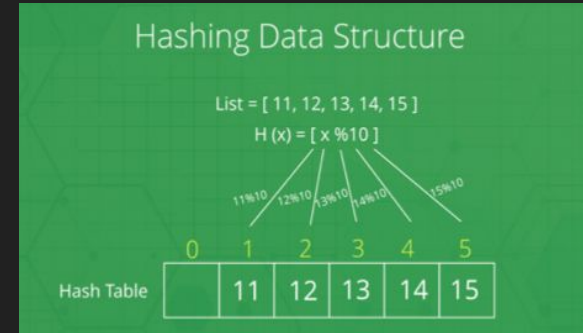 Hashing Data Structure
List = [ 11, 12, 13, 14, 15 ]
H (x) = [ x %10 ]
11%10 12%10 13%10 14%10 15%10
0 1 2 3 4 5
Hash Table 11 12 13 14 15